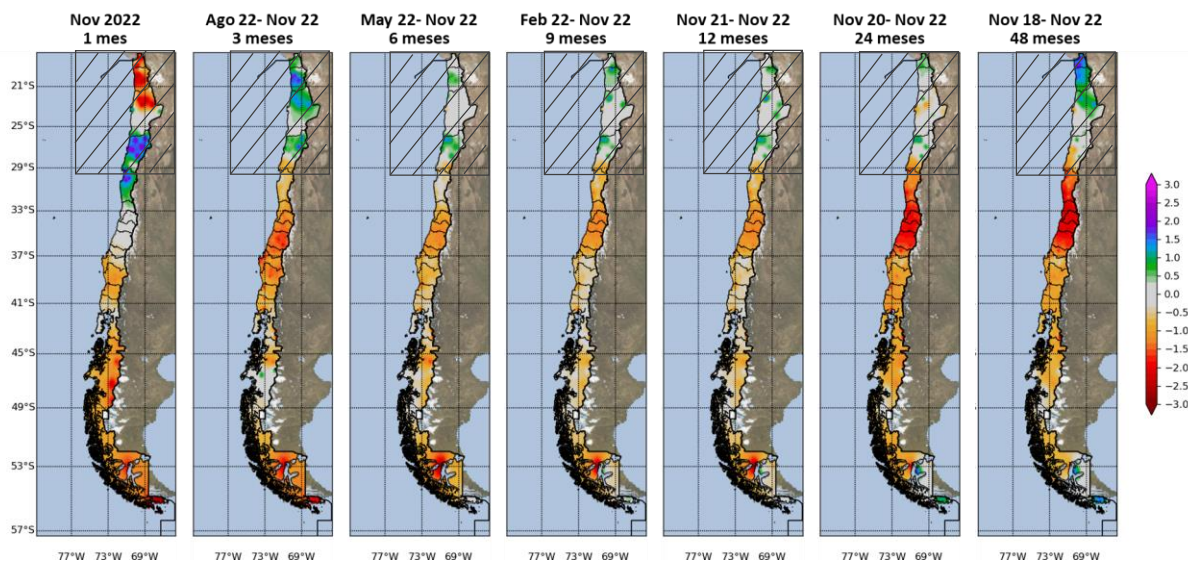 Nov 2022
1 mes
Ago 22- Nov 22
3 meses
May 22- Nov 22
6 meses
Feb 22- Nov 22
9 meses
Nov 21- Nov 22
12 meses
Nov 20- Nov 22
24 meses
Nov 18- Nov 22
48 meses
21°S
25°S
29°S
33°S
37°S
41°S
45°S
49°S
53°S
57°S
77°W 73°W 69°W
77°W 73°W 69°W
77°W 73°W 69°W
77°W 73°W 69°W
77°W 73°W 69°W
77°W 73°W 69°W
77°W 73°W 69°W
3.0
2.5
2.0
1.5
1.0
0.5
0.0
−0.5
−1.0
−1.5
−2.0
−2.5
−3.0